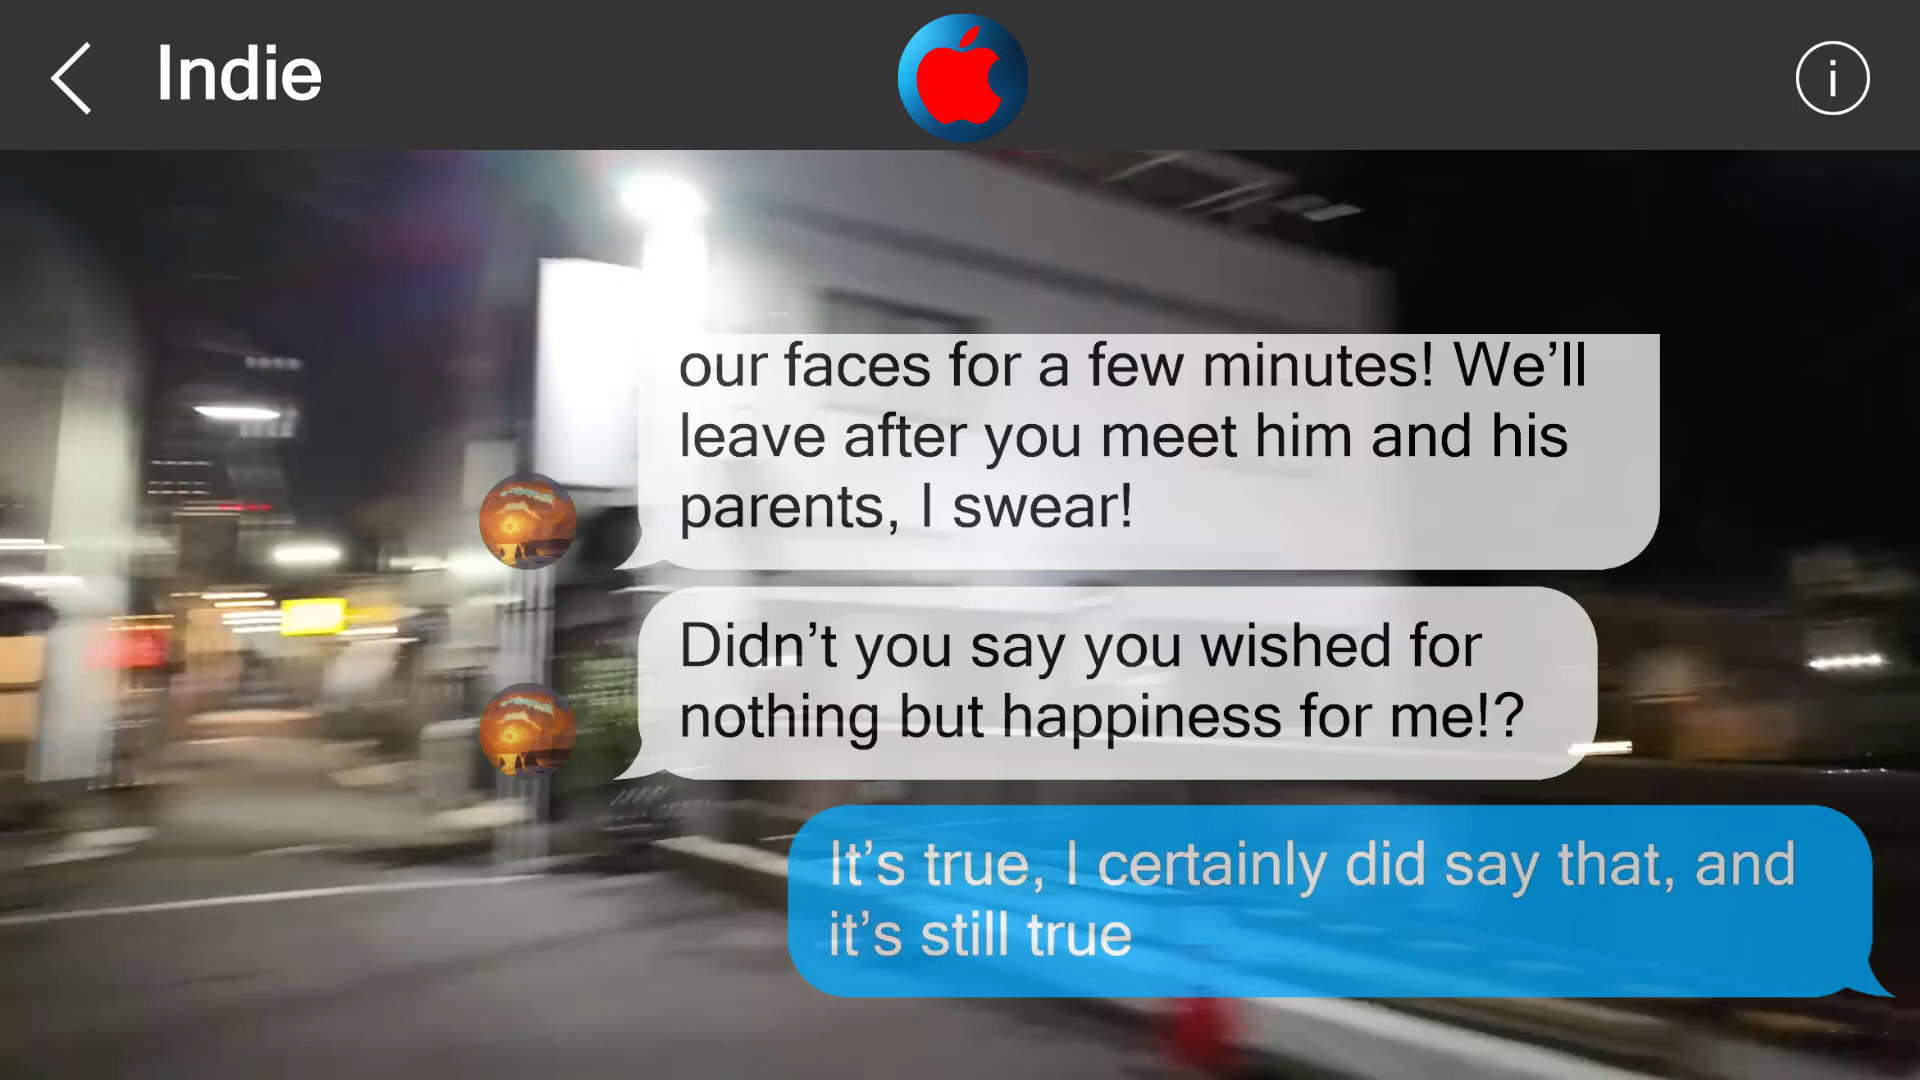 Indie
i
our faces for a few minutes! We’ll
leave after you meet him and his
parents, I swear!
Didn’t you say you wished for
nothing but happiness for me!?
It’s true, I certainly did say that, and
it’s still true